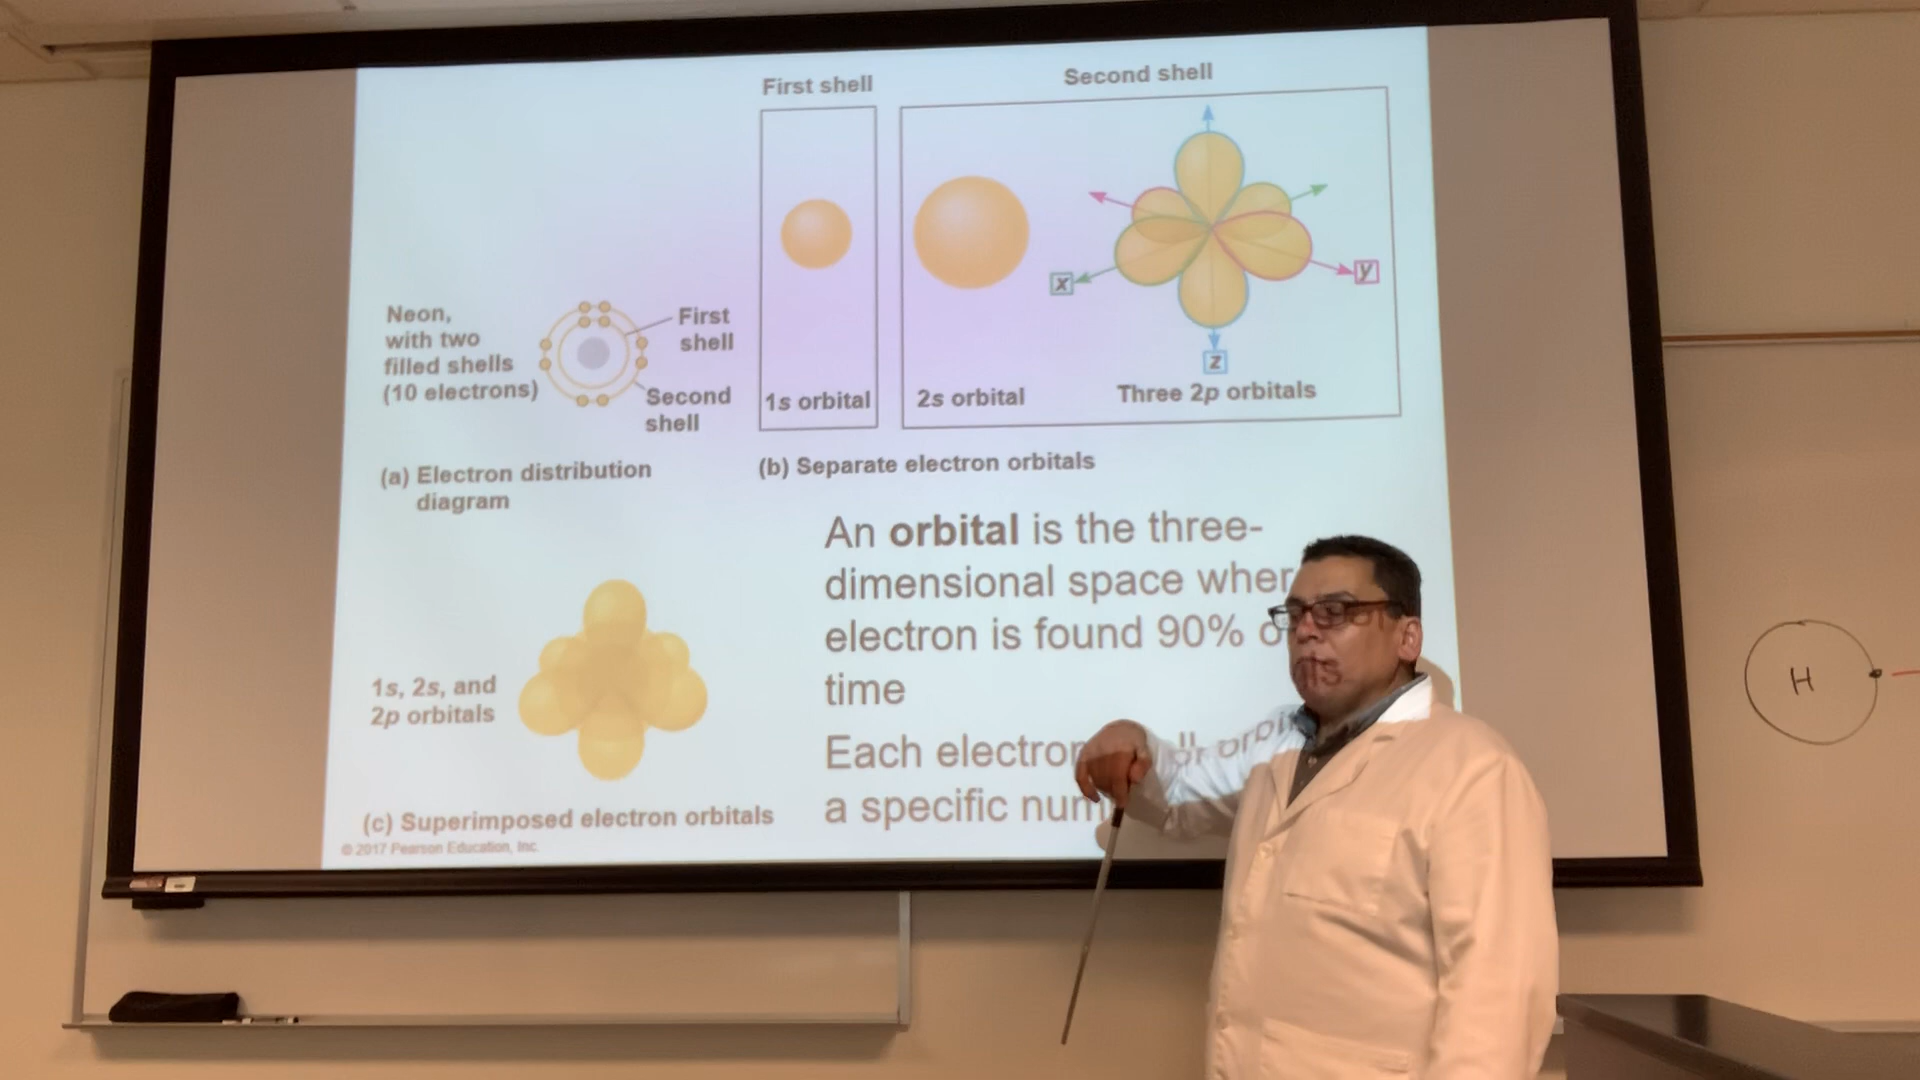 First shell
Second shell
Neon,
with two
filled shells
(10 electrons)
First
shell
Second
shell
1s orbital
2s orbital
x
y
z
Three 2p orbitals
(a) Electron distribution
diagram
(b) Separate electron orbitals
An orbital is the three-
dimensional space wher
electron is found 90% o
time
Each electron
a specific num
1s, 2s, and
2p orbitals
(c) Superimposed electron orbitals
© 2017 Pearson Education, Inc.
H